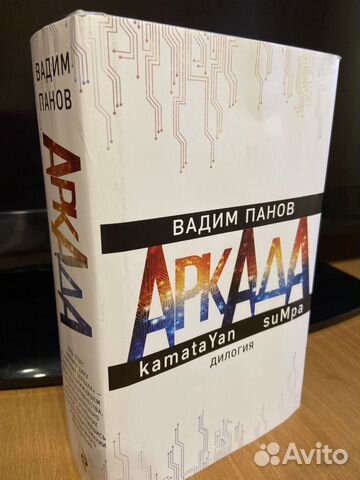 ВАДИМ
ПАНОВ
АРКАДА
ВАДИМ ПАНОВ
АРКАДА
kamataYan suMpa
ДИЛОГИЯ
Avito